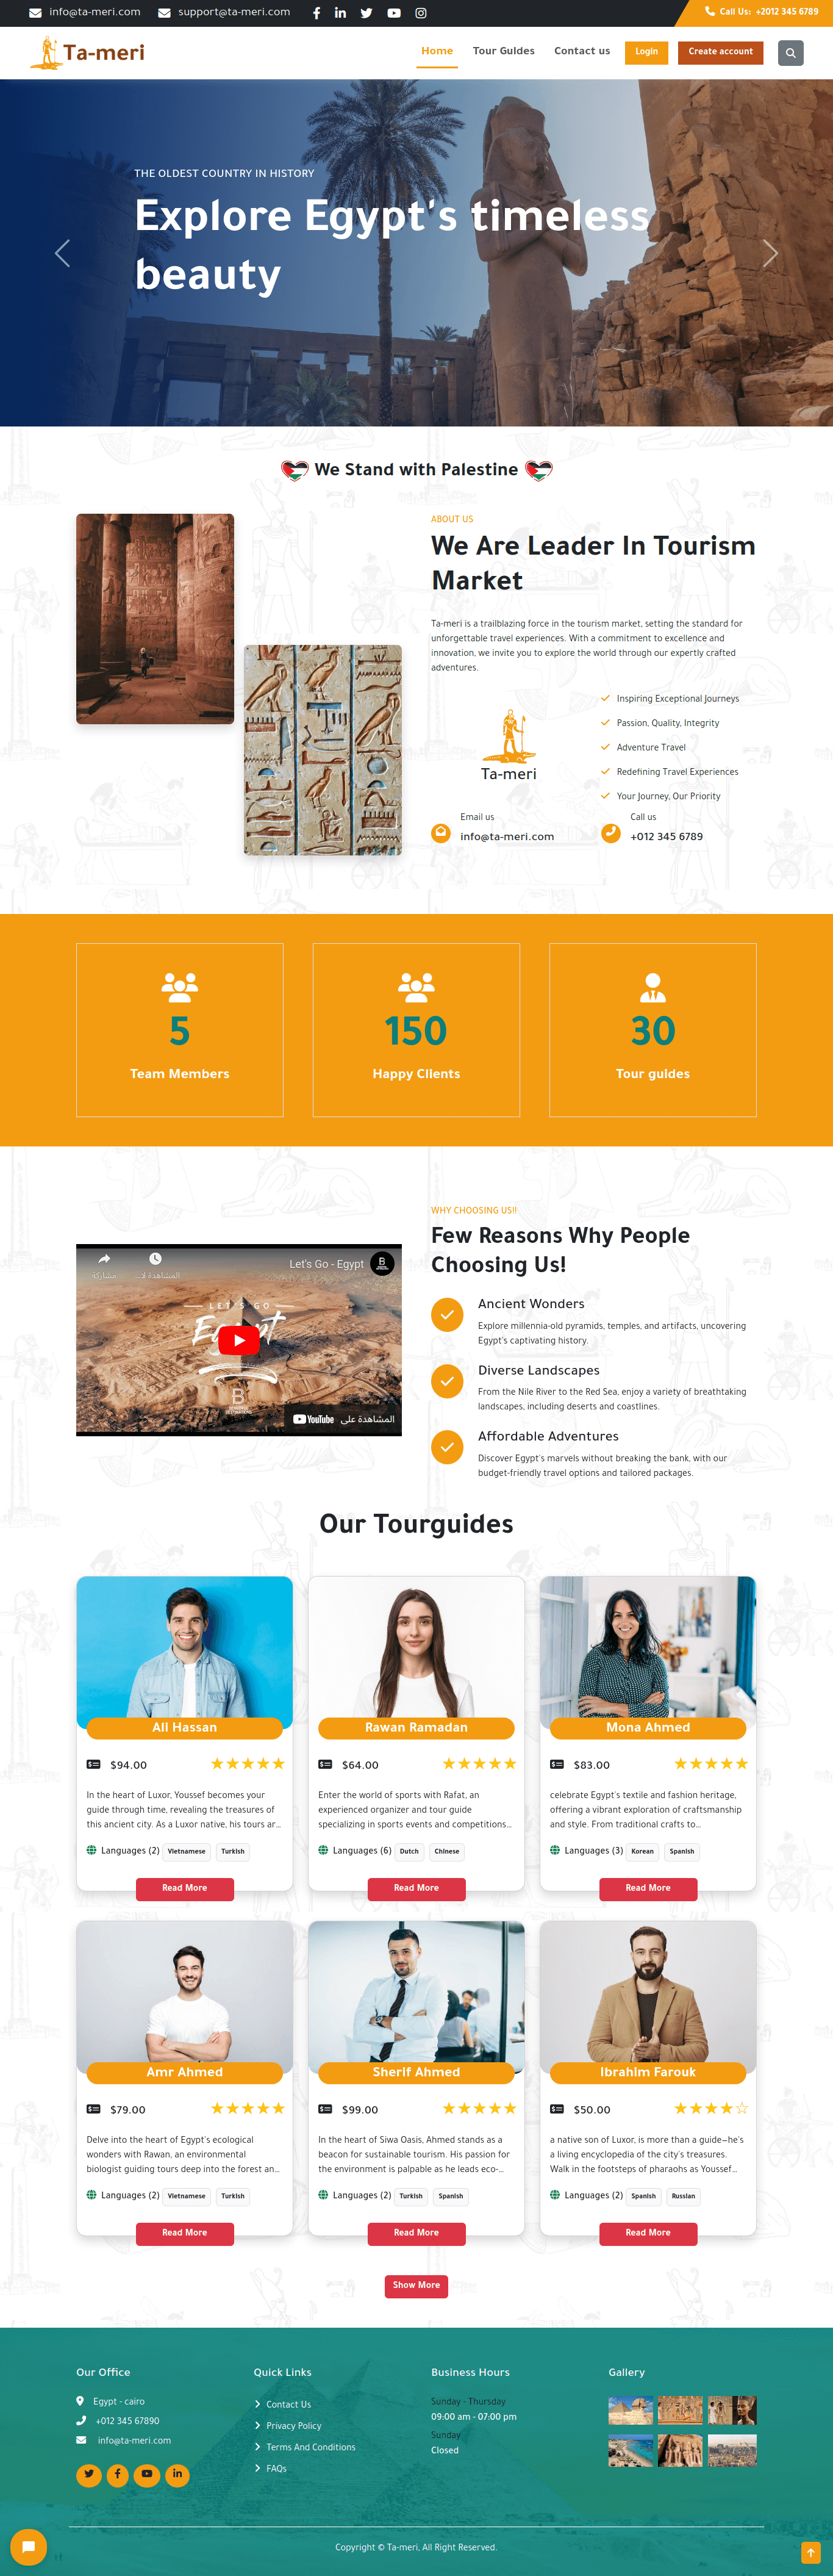 info@ta-meri.com support@ta-meri.com Call Us: +2012 345 6789
Ta-meri Home Tour Guides Contact us Login Create account
THE OLDEST COUNTRY IN HISTORY
Explore Egypt's timeless
beauty
We Stand with Palestine
ABOUT US
We Are Leader In Tourism
Market
Ta-meri is a trailblazing force in the tourism market, setting the standard for
unforgettable travel experiences. With a commitment to excellence and
innovation, we invite you to explore the world through our expertly crafted
adventures.
Ta-meri
Inspiring Exceptional Journeys
Passion, Quality, Integrity
Adventure Travel
Redefining Travel Experiences
Your Journey, Our Priority
Email us
info@ta-meri.com
Call us
+012 345 6789
5
Team Members
150
Happy Clients
30
Tour guides
مشاركة
المشاهدة لا...
Let's Go - Egypt
LET'S GO
Egypt
المشاهدة على YouTube
WHY CHOOSING US!!
Few Reasons Why People
Choosing Us!
Ancient Wonders
Explore millennia-old pyramids, temples, and artifacts, uncovering
Egypt's captivating history.
Diverse Landscapes
From the Nile River to the Red Sea, enjoy a variety of breathtaking
landscapes, including deserts and coastlines.
Affordable Adventures
Discover Egypt's marvels without breaking the bank, with our
budget-friendly travel options and tailored packages.
Our Tourguides
Ali Hassan
$94.00
In the heart of Luxor, Youssef becomes your
guide through time, revealing the treasures of
this ancient city. As a Luxor native, his tours ar...
Languages (2) Vietnamese Turkish
Read More
Rawan Ramadan
$64.00
Enter the world of sports with Rafat, an
experienced organizer and tour guide
specializing in sports events and competitions...
Languages (6) Dutch Chinese
Read More
Mona Ahmed
$83.00
celebrate Egypt's textile and fashion heritage,
offering a vibrant exploration of craftsmanship
and style. From traditional crafts to...
Languages (3) Korean Spanish
Read More
Amr Ahmed
$79.00
Delve into the heart of Egypt's ecological
wonders with Rawan, an environmental
biologist guiding tours deep into the forest an...
Languages (2) Vietnamese Turkish
Read More
Sherif Ahmed
$99.00
In the heart of Siwa Oasis, Ahmed stands as a
beacon for sustainable tourism. His passion for
the environment is palpable as he leads eco-...
Languages (2) Turkish Spanish
Read More
Ibrahim Farouk
$50.00
a native son of Luxor, is more than a guide—he's
a living encyclopedia of the city's treasures.
Walk in the footsteps of pharaohs as Youssef...
Languages (2) Spanish Russian
Read More
Show More
Our Office
Egypt - cairo
+012 345 67890
info@ta-meri.com
Quick Links
Contact Us
Privacy Policy
Terms And Conditions
FAQs
Business Hours
Sunday - Thursday
09:00 am - 07:00 pm
Sunday
Closed
Gallery
Copyright © Ta-meri, All Right Reserved.